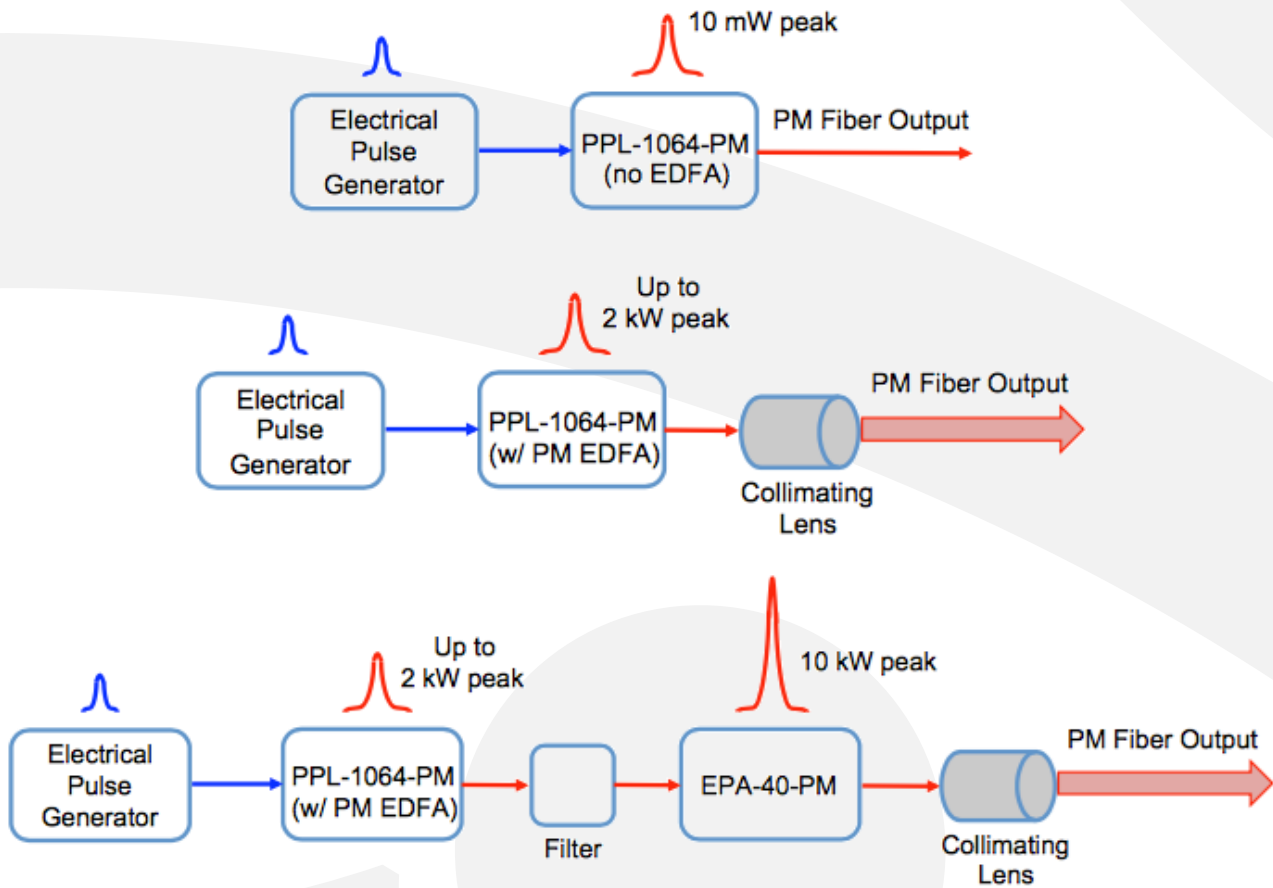 10 mW peak
Electrical
Pulse
Generator
PPL-1064-PM
(no EDFA)
PM Fiber Output
Up to
2 kW peak
Electrical
Pulse
Generator
PPL-1064-PM
(w/ PM EDFA)
PM Fiber Output
Collimating
Lens
Up to
2 kW peak
10 kW peak
Electrical
Pulse
Generator
PPL-1064-PM
(w/ PM EDFA)
Filter
EPA-40-PM
PM Fiber Output
Collimating
Lens